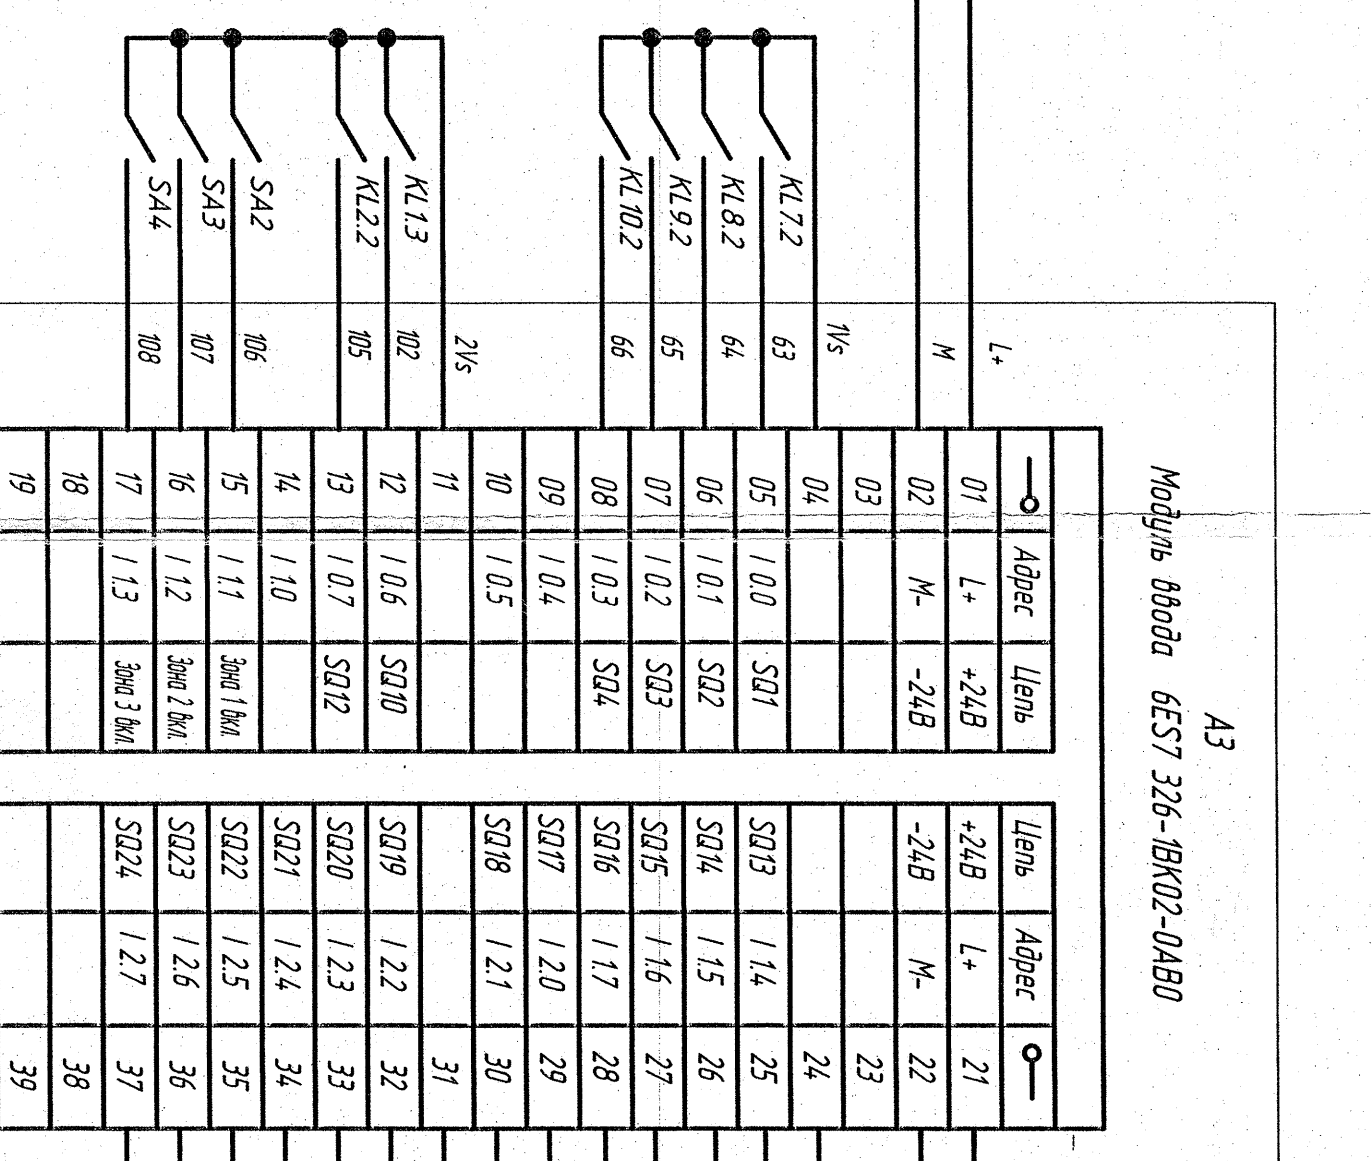 А3
Модуль ввода 6ES7 326-1BK02-0AB0
Адрес Цепь Цепь Адрес
L+ 01 L+ +24В +24В L+ 21
M 02 M- -24В -24В M- 22
03 23
1Vs 04 24
KL7.2 63 05 I 0.0 SQ1 SQ13 I 1.4 25
KL8.2 64 06 I 0.1 SQ2 SQ14 I 1.5 26
KL9.2 65 07 I 0.2 SQ3 SQ15 I 1.6 27
KL10.2 66 08 I 0.3 SQ4 SQ16 I 1.7 28
09 I 0.4 SQ17 I 2.0 29
10 I 0.5 SQ18 I 2.1 30
2Vs 11 31
KL1.3 102 12 I 0.6 SQ10 SQ19 I 2.2 32
KL2.2 105 13 I 0.7 SQ12 SQ20 I 2.3 33
14 I 1.0 SQ21 I 2.4 34
SA2 106 15 I 1.1 Зона 1 вкл. SQ22 I 2.5 35
SA3 107 16 I 1.2 Зона 2 вкл. SQ23 I 2.6 36
SA4 108 17 I 1.3 Зона 3 вкл. SQ24 I 2.7 37
18 38
19 39